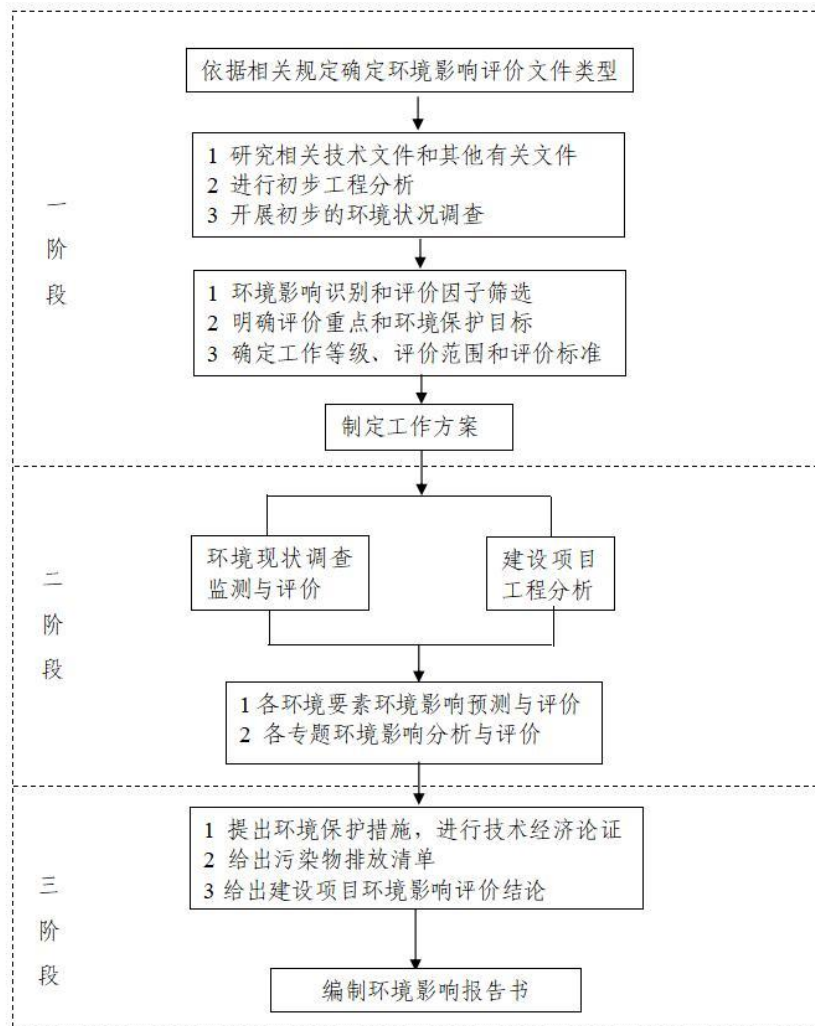 依据相关规定确定环境影响评价文件类型
1 研究相关技术文件和其他有关文件
2 进行初步工程分析
3 开展初步的环境状况调查
一
阶
段
1 环境影响识别和评价因子筛选
2 明确评价重点和环境保护目标
3 确定工作等级、评价范围和评价标准
制定工作方案
环境现状调查
监测与评价
建设项目
工程分析
二
阶
段
1各环境要素环境影响预测与评价
2 各专题环境影响分析与评价
1 提出环境保护措施，进行技术经济论证
2 给出污染物排放清单
3 给出建设项目环境影响评价结论
三
阶
段
编制环境影响报告书